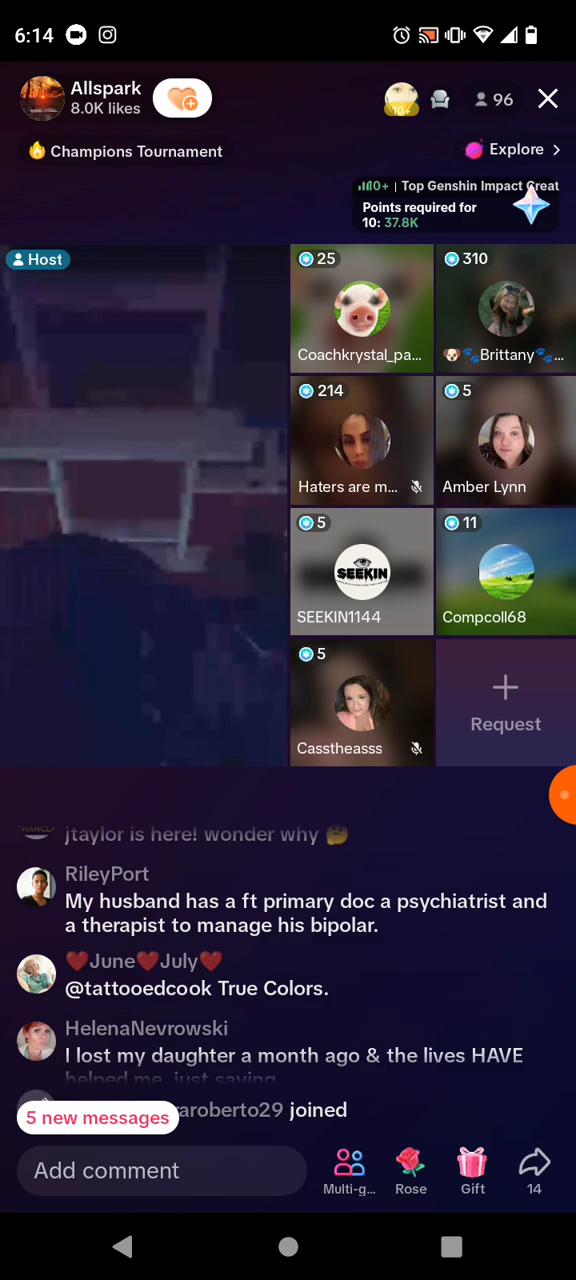 6:14
Allspark
8.0K likes
10+
96
Champions Tournament
Explore
Top Genshin Impact Creat
Points required for
10: 37.8K
Host
25
310
Coachkrystal_pa...
🐶🐾Brittany🐾...
214
5
Haters are m...
Amber Lynn
5
11
SEEKIN
SEEKIN1144
Compcoll68
5
Casstheasss
+
Request
jtaylor is here! wonder why 🤔
RileyPort
My husband has a ft primary doc a psychiatrist and
a therapist to manage his bipolar.
❤️June❤️July❤️
@tattooedcook True Colors.
HelenaNevrowski
I lost my daughter a month ago & the lives HAVE
helped me, just saying
5 new messages
aroberto29 joined
Add comment
Multi-g...
Rose
Gift
14